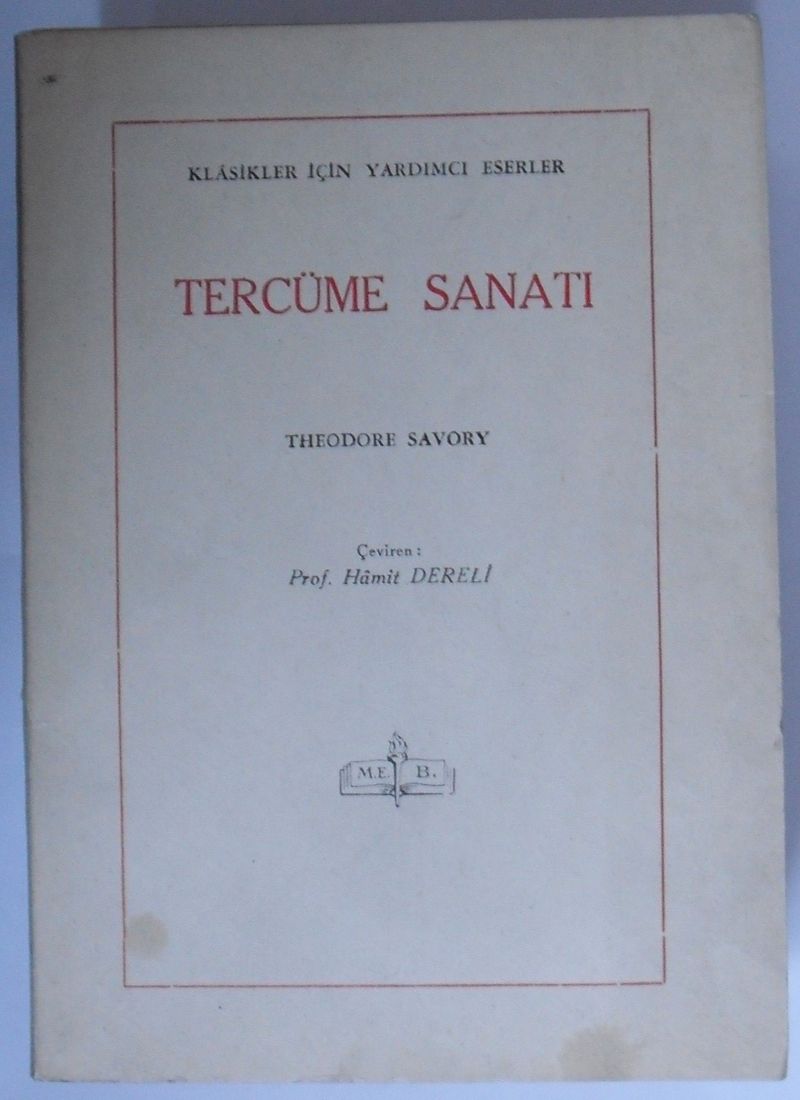 KLÂSİKLER İÇİN YARDIMCI ESERLER
TERCÜME SANATI
THEODORE SAVORY
Çeviren :
Prof. Hâmit DERELİ
M.E. B.